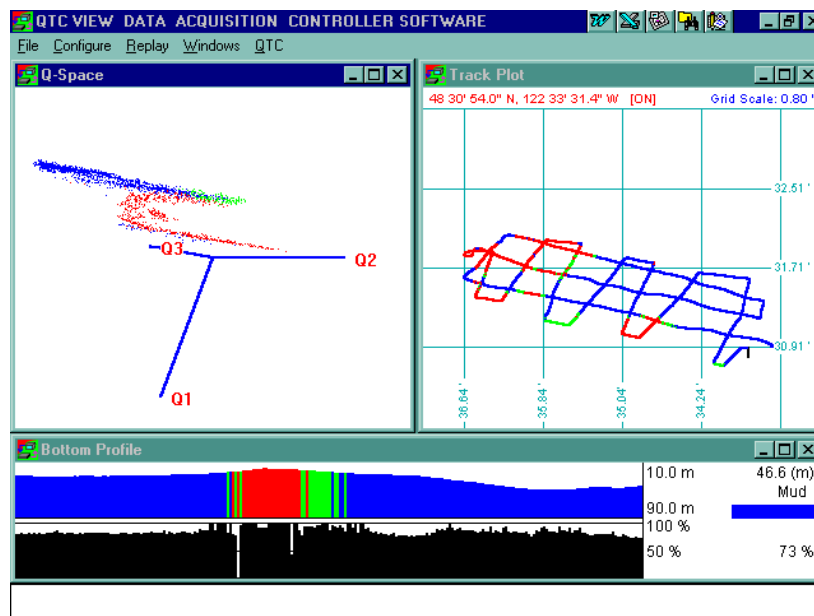 QTC VIEW DATA ACQUISITION CONTROLLER SOFTWARE
File Configure Replay Windows QTC
Q-Space
Q3
Q2
Q1
Track Plot
48 30' 54.0" N, 122 33' 31.4" W [ON]
Grid Scale: 0.80 '
32.51 '
31.71 '
30.91 '
36.64 '
35.84 '
35.04 '
34.24 '
Bottom Profile
10.0 m
46.6 (m)
Mud
90.0 m
100 %
50 %
73 %